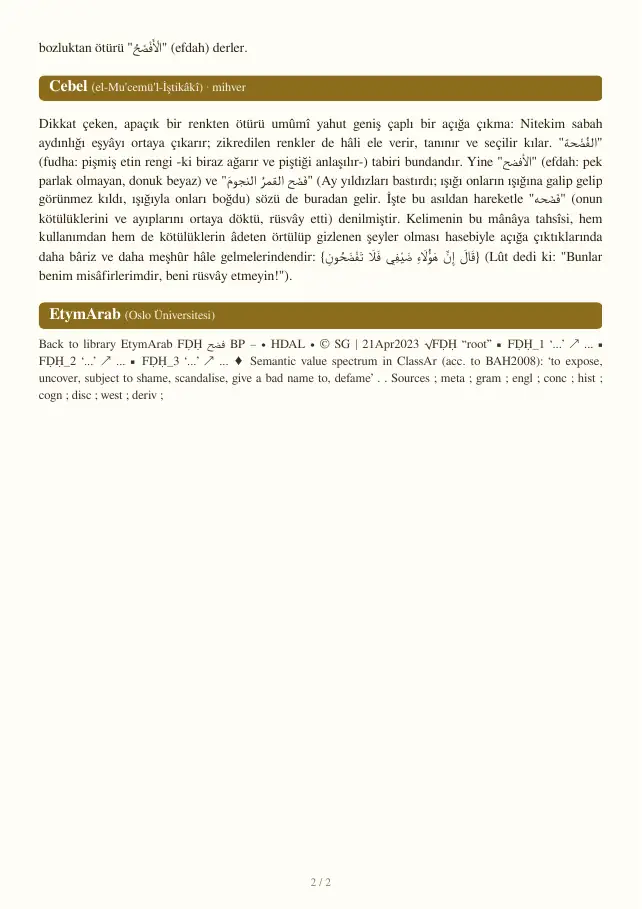 bozluktan ötürü "الْأَفْضَحُ" (efdah) derler.
Cebel (el-Mu'cemü'l-İştikâkî) · mihver
Dikkat çeken, apaçık bir renkten ötürü umûmî yahut geniş çaplı bir açığa çıkma: Nitekim sabah
aydınlığı eşyâyı ortaya çıkarır; zikredilen renkler de hâli ele verir, tanınır ve seçilir kılar. "الفُضْحة"
(fudha: pişmiş etin rengi -ki biraz ağarır ve piştiği anlaşılır-) tabiri bundandır. Yine "الأفضح" (efdah: pek
parlak olmayan, donuk beyaz) ve "فضح القمرُ النجومَ" (Ay yıldızları bastırdı; ışığı onların ışığına galip gelip
görünmez kıldı, ışığıyla onları boğdu) sözü de buradan gelir. İşte bu asıldan hareketle "فضحه" (onun
kötülüklerini ve ayıplarını ortaya döktü, rüsvây etti) denilmiştir. Kelimenin bu mânâya tahsîsi, hem
kullanımdan hem de kötülüklerin âdeten örtülüp gizlenen şeyler olması hasebiyle açığa çıktıklarında
daha bâriz ve daha meşhûr hâle gelmelerindendir: {قَالَ إِنَّ هَؤُلَاءِ ضَيْفِي فَلَا تَفْضَحُونِ} (Lût dedi ki: "Bunlar
benim misâfirlerimdir, beni rüsvây etmeyin!").
EtymArab (Oslo Üniversitesi)
Back to library EtymArab FḌḤ فضح BP – • HDAL • © SG | 21Apr2023 √FḌḤ “root” ▪ FḌḤ_1 ‘...’ ↗ ... ▪
FḌḤ_2 ‘...’ ↗ ... ▪ FḌḤ_3 ‘...’ ↗ ... ♦ Semantic value spectrum in ClassAr (acc. to BAH2008): ‘to expose,
uncover, subject to shame, scandalise, give a bad name to, defame’ . . Sources ; meta ; gram ; engl ; conc ; hist ;
cogn ; disc ; west ; deriv ;
2 / 2